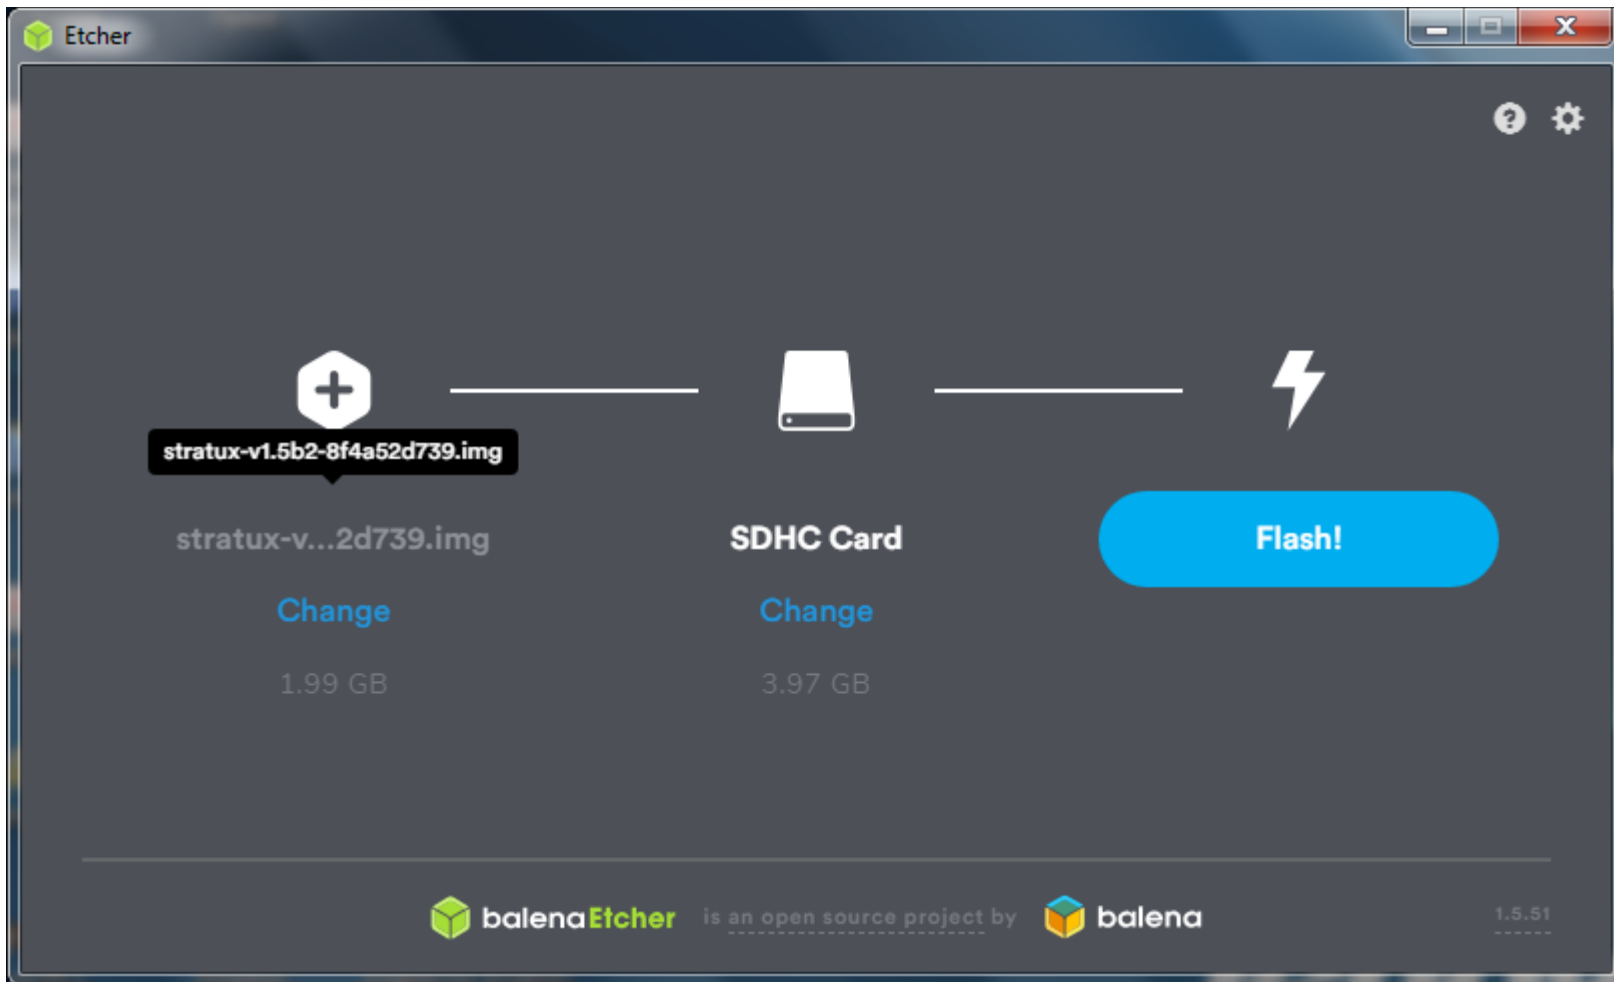 Etcher
stratux-v1.5b2-8f4a52d739.img
stratux-v...2d739.img
Change
1.99 GB
SDHC Card
Change
3.97 GB
Flash!
balenaEtcher is an open source project by balena
1.5.51